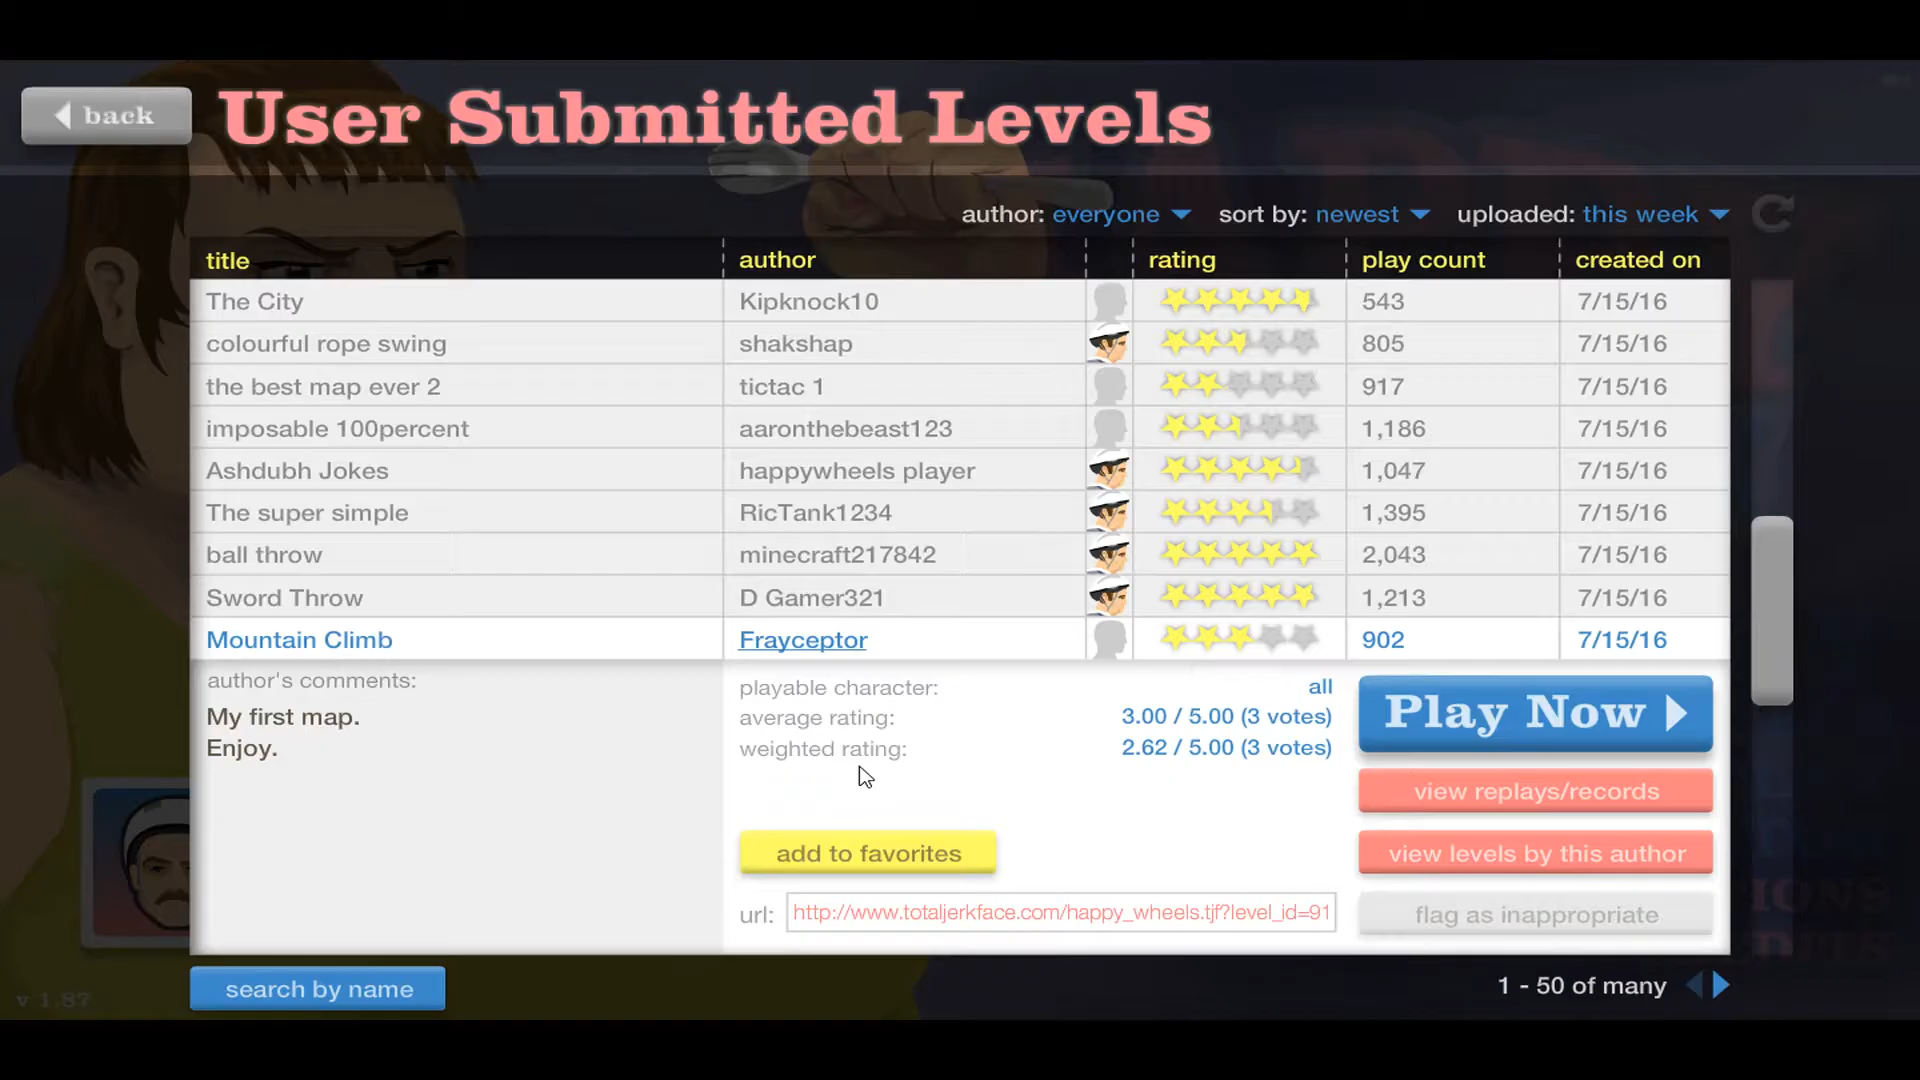 back
User Submitted Levels
author: everyone sort by: newest uploaded: this week
title author rating play count created on
The City Kipknock10 543 7/15/16
colourful rope swing shakshap 805 7/15/16
the best map ever 2 tictac 1 917 7/15/16
imposable 100percent aaronthebeast123 1,186 7/15/16
Ashdubh Jokes happywheels player 1,047 7/15/16
The super simple RicTank1234 1,395 7/15/16
ball throw minecraft217842 2,043 7/15/16
Sword Throw D Gamer321 1,213 7/15/16
Mountain Climb Frayceptor 902 7/15/16
author's comments:
My first map.
Enjoy.
playable character: all
average rating: 3.00 / 5.00 (3 votes)
weighted rating: 2.62 / 5.00 (3 votes)
add to favorites
url: http://www.totaljerkface.com/happy_wheels.tjf?level_id=91
Play Now
view replays/records
view levels by this author
flag as inappropriate
v 1.87
search by name
1 - 50 of many